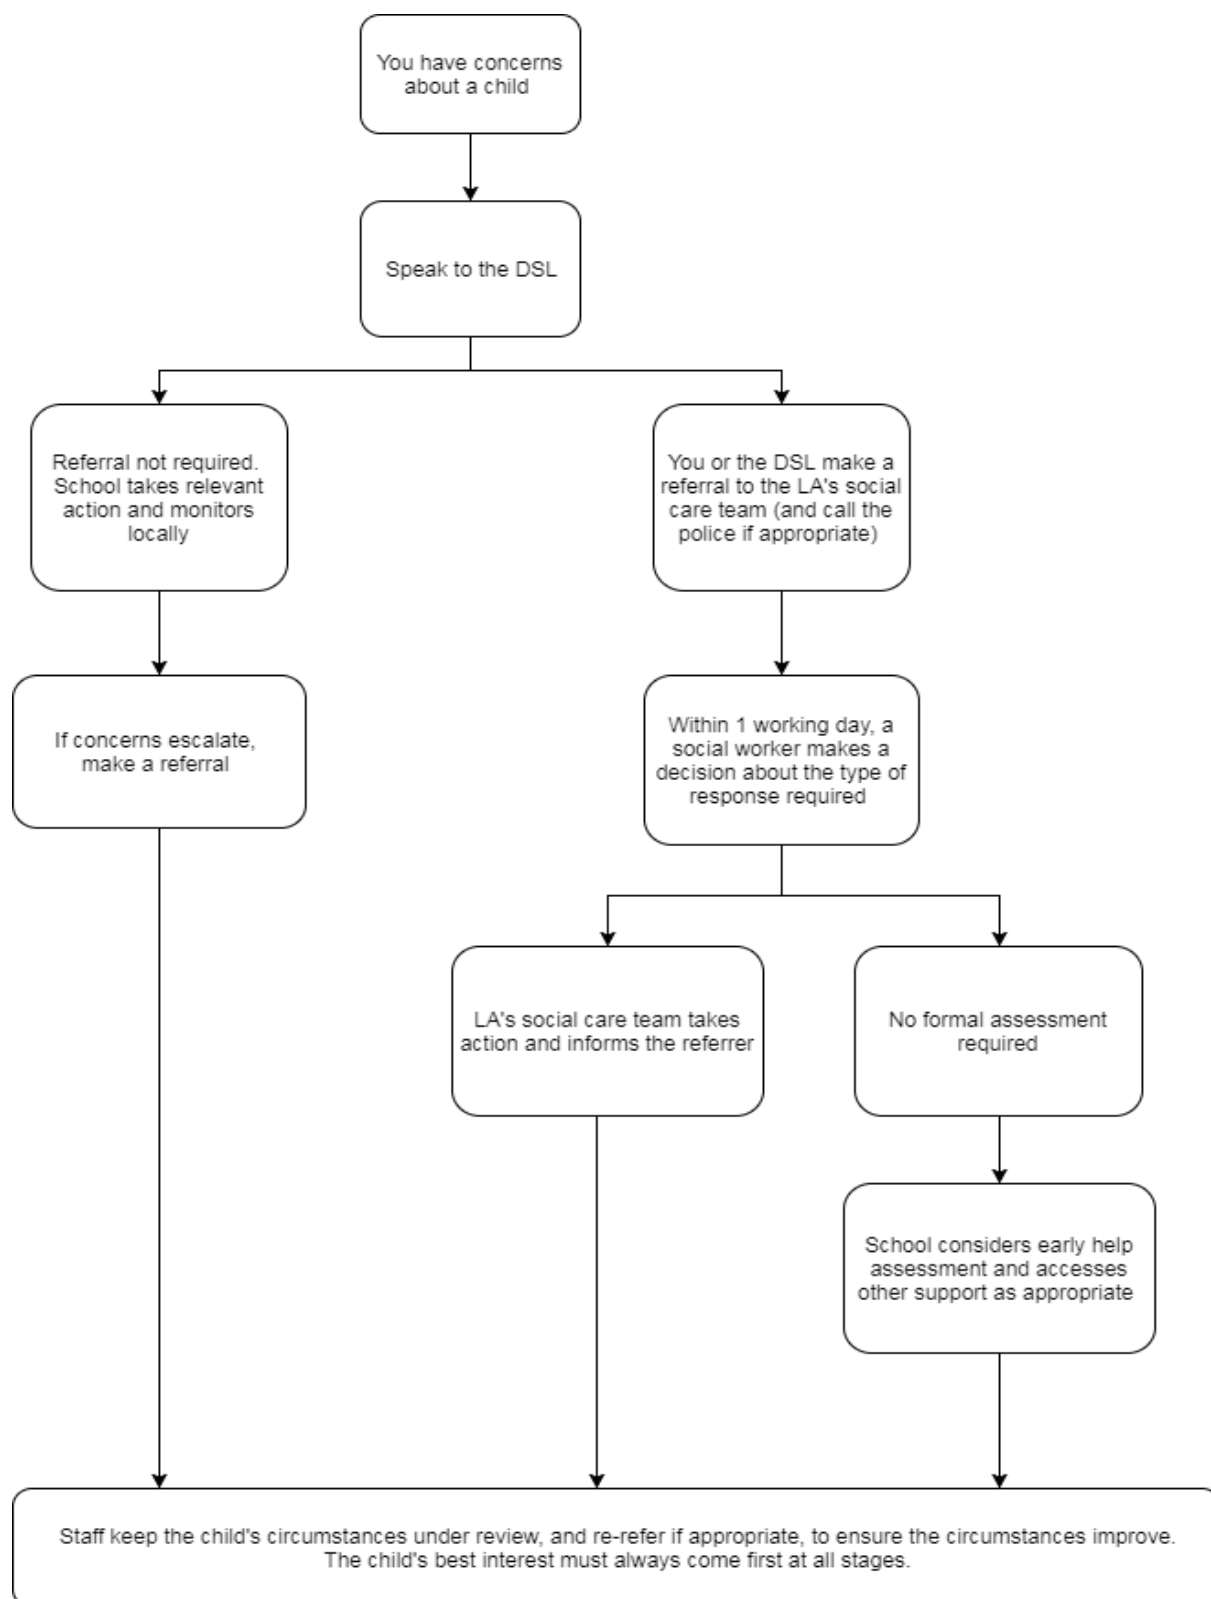 You have concerns
about a child
Speak to the DSL
Referral not required.
School takes relevant
action and monitors
locally
You or the DSL make a
referral to the LA's social
care team (and call the
police if appropriate)
If concerns escalate,
make a referral
Within 1 working day, a
social worker makes a
decision about the type of
response required
LA's social care team takes
action and informs the referrer
No formal assessment
required
School considers early help
assessment and accesses
other support as appropriate
Staff keep the child's circumstances under review, and re-refer if appropriate, to ensure the circumstances improve.
The child's best interest must always come first at all stages.